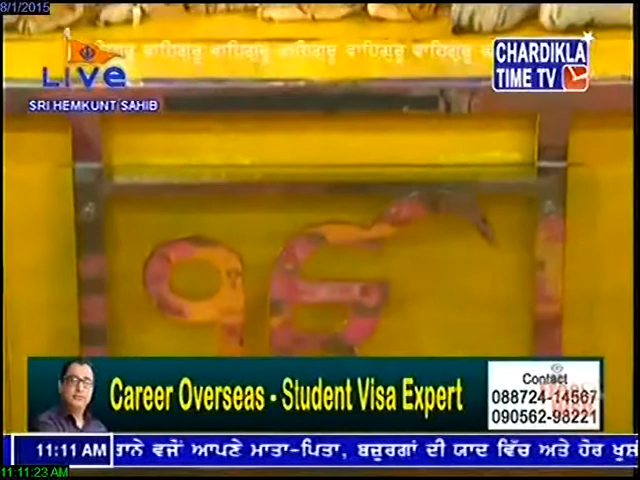 8/1/2015
ਵਾਹਿਗੁਰੂ ਵਾਹਿਗੁਰੂ ਵਾਹਿਗੁਰੂ ਵਾਹਿਗੁਰੂ ਵਾਹਿਗੁਰੂ ਵਾਹਿਗੁਰੂ
LIVE
SRI HEMKUNT SAHIB
CHARDIKLA
TIME TV
ੴ
Career Overseas - Student Visa Expert
Contact
088724-14567
090562-98221
11:11 AM
ਵਜੋਂ ਆਪਣੇ ਮਾਤਾ-ਪਿਤਾ, ਬਜ਼ੁਰਗਾਂ ਦੀ ਯਾਦ ਵਿੱਚ ਅਤੇ ਹੋਰ
11:11:23 AM